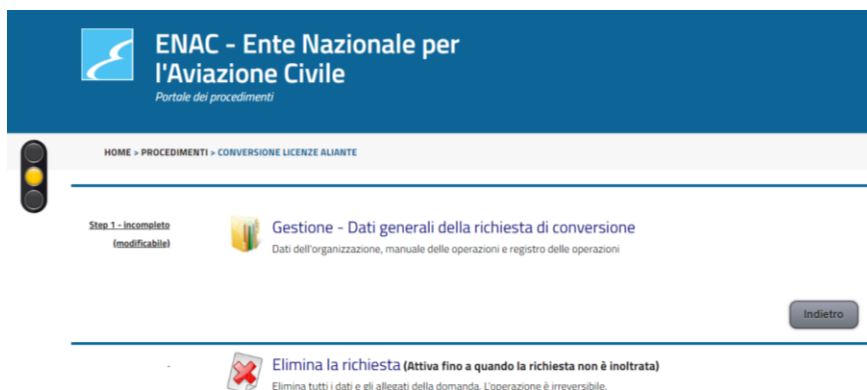 ENAC - Ente Nazionale per
l'Aviazione Civile
Portale dei procedimenti
HOME > PROCEDIMENTI > CONVERSIONE LICENZE ALIANTE
Step 1 - incompleto
(modificabile)
Gestione - Dati generali della richiesta di conversione
Dati dell'organizzazione, manuale delle operazioni e registro delle operazioni
Indietro
-
Elimina la richiesta (Attiva fino a quando la richiesta non è inoltrata)
Elimina tutti i dati e gli allegati della domanda. L'operazione è irreversibile.